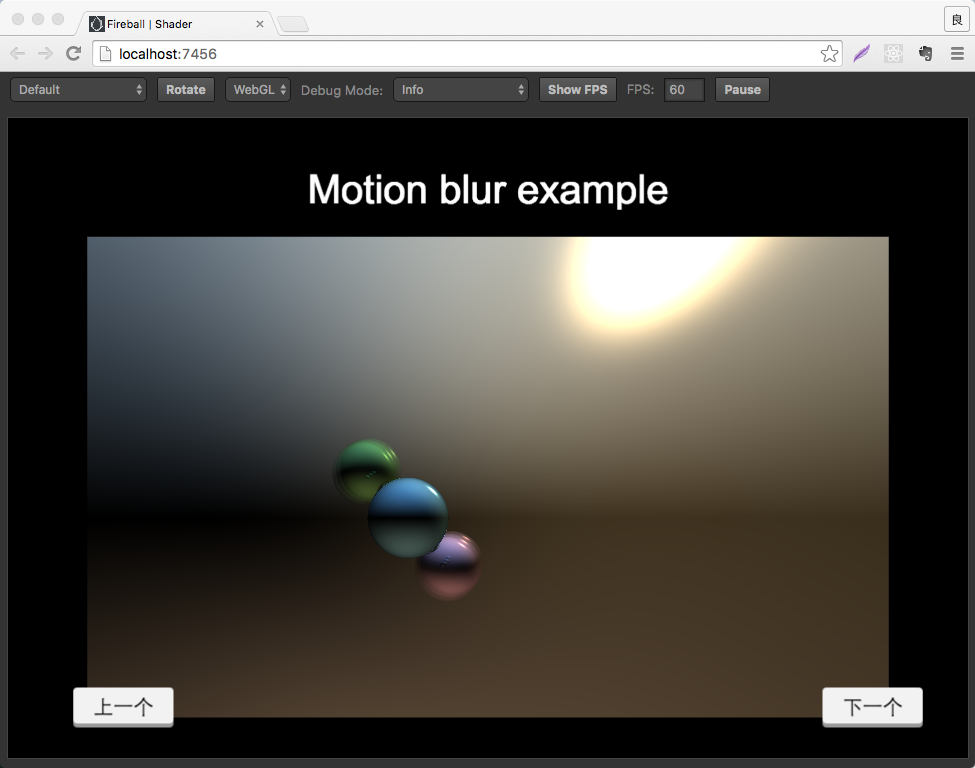 Fireball | Shader
良
localhost:7456
Default Rotate WebGL Debug Mode: Info Show FPS FPS: 60 Pause
Motion blur example
上一个 下一个